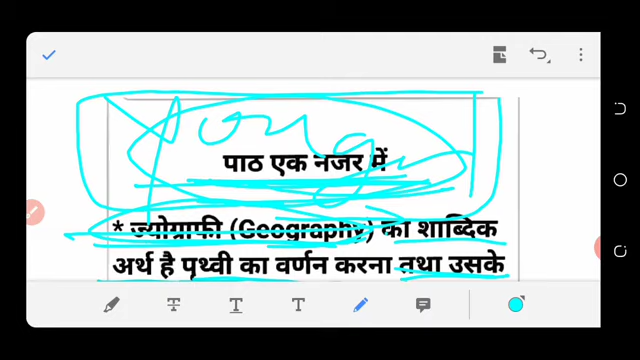 पाठ एक नजर में
* ज्योग्राफी (Geography) का शाब्दिक
अर्थ है पृथ्वी का वर्णन करना तथा उसके